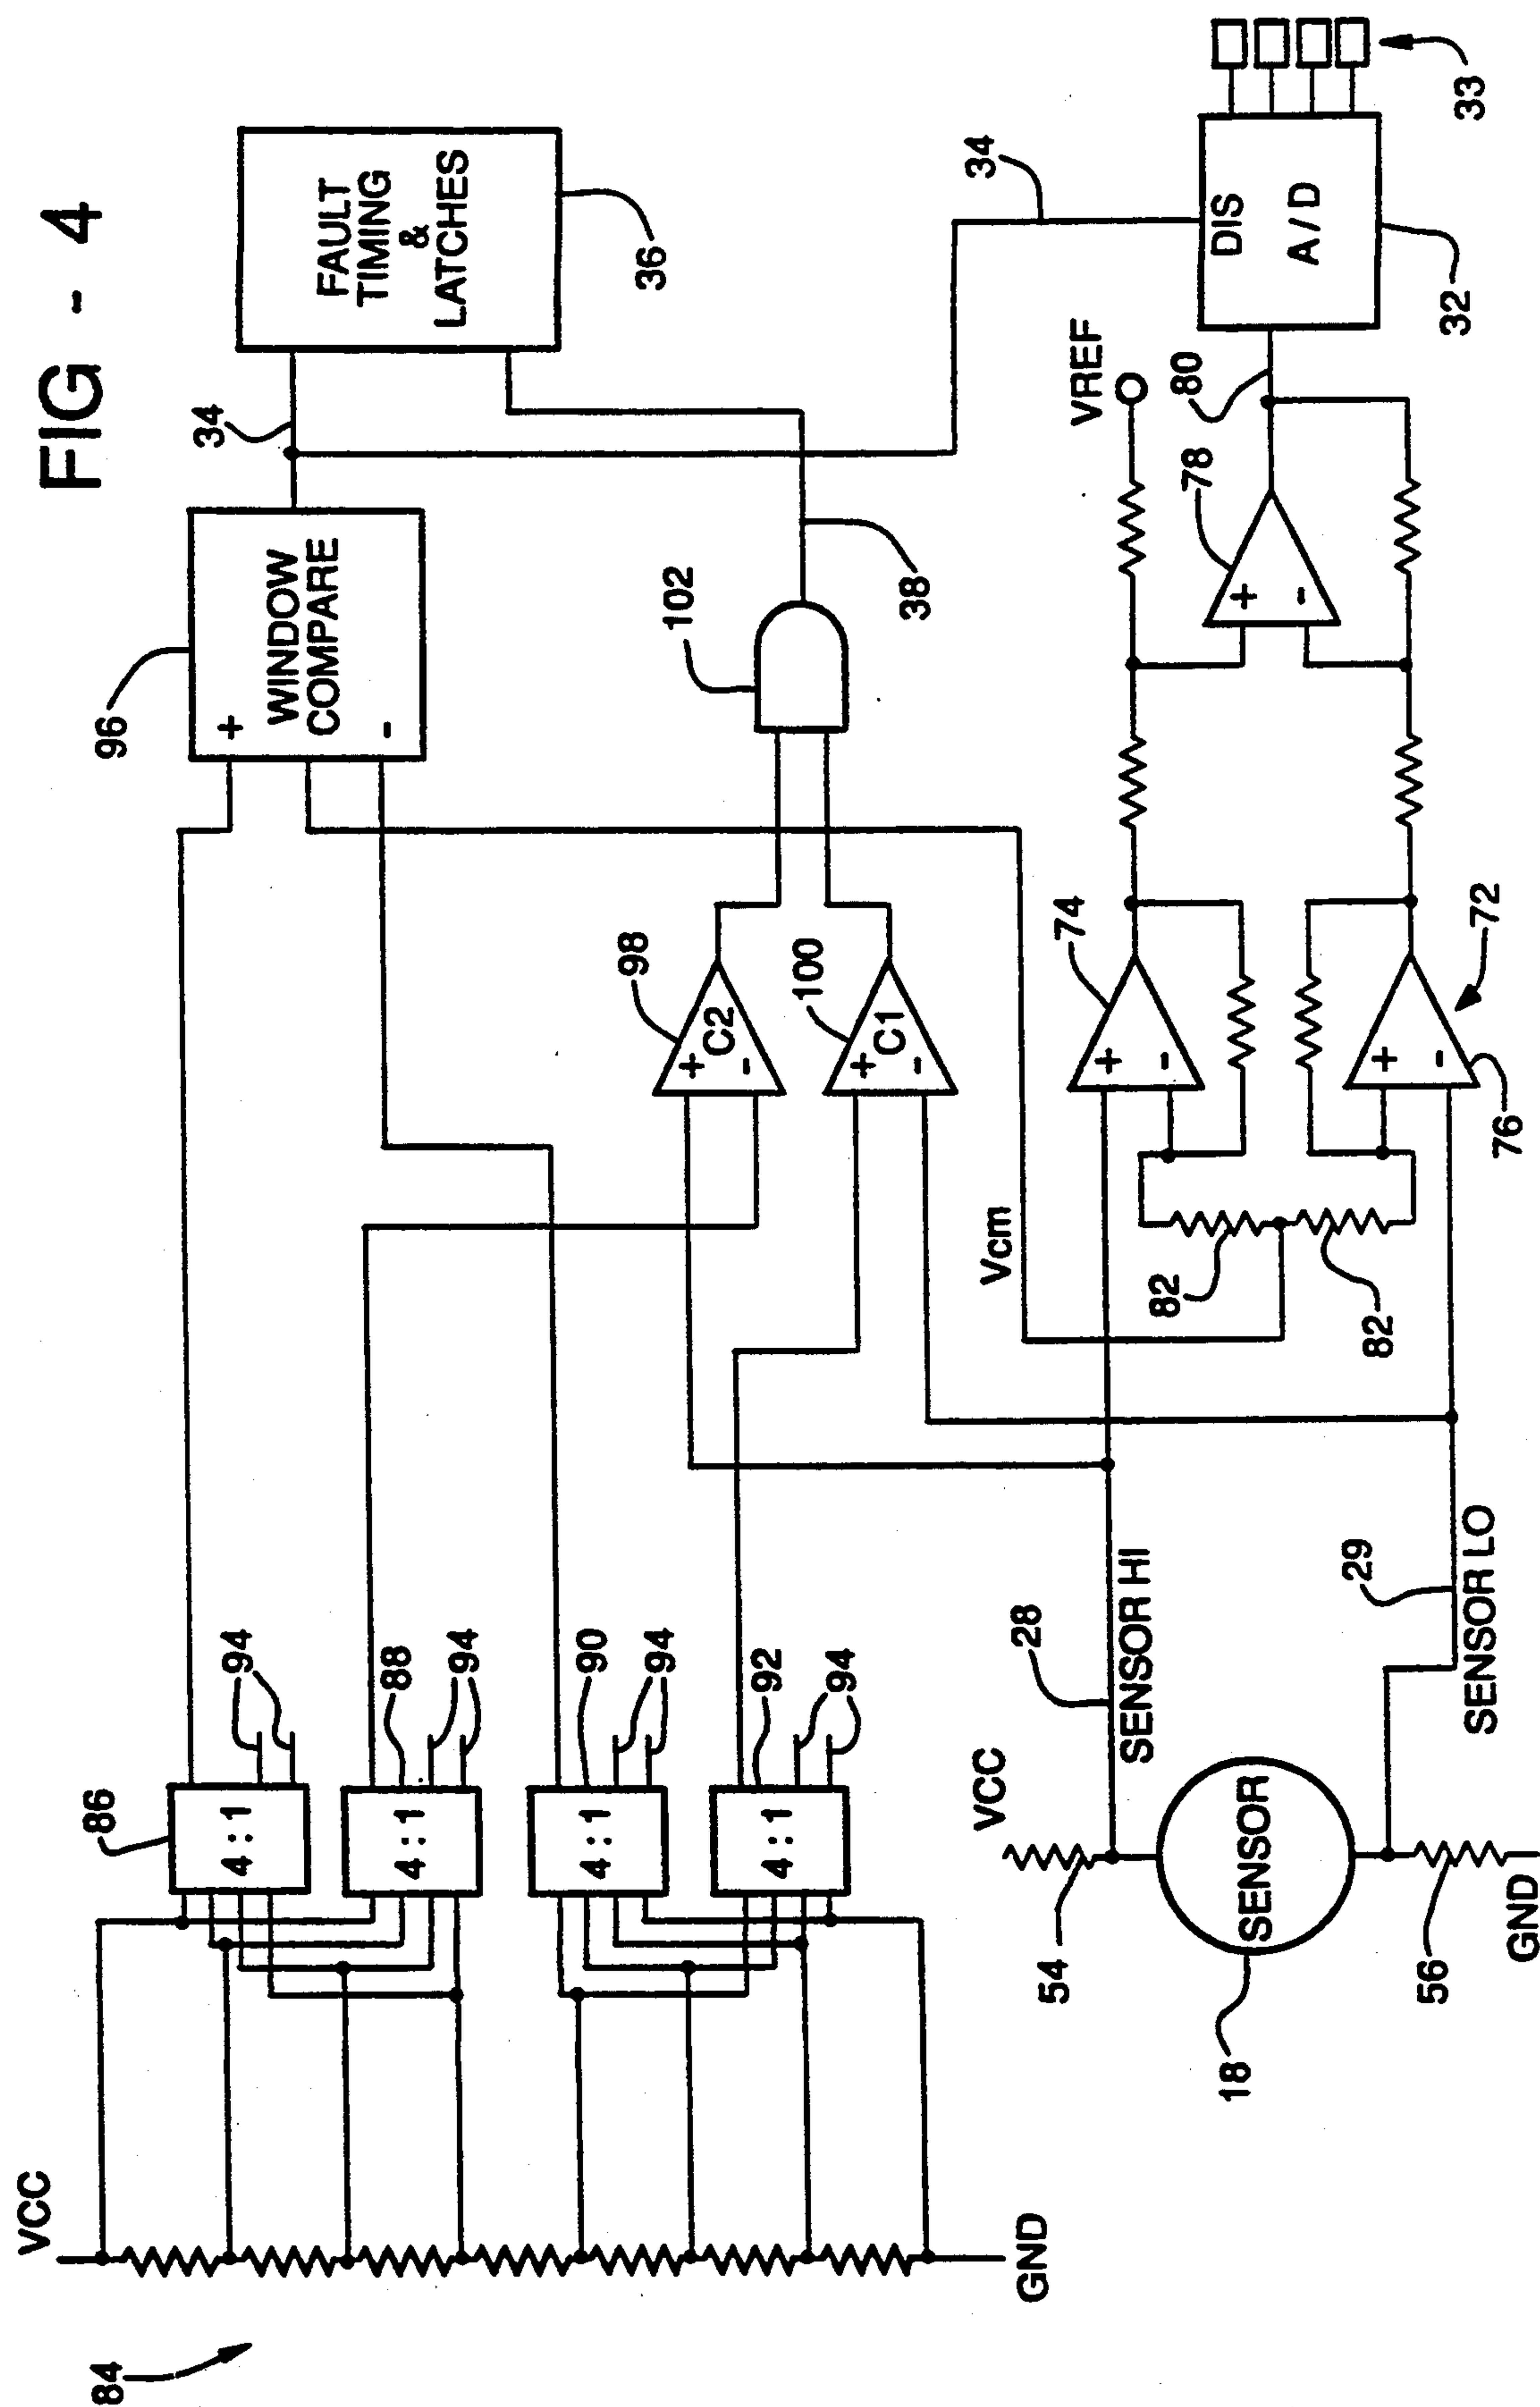 FIG - 4
VCC
84
GND
86
4 : 1
94
4 : 1
88
94
4 : 1
90
94
4 : 1
92
94
96
+
WINDOW
COMPARE
-
34
FAULT
TIMING
&
LATCHES
36
98
+
C2
-
100
+
C1
-
102
38
34
Vcm
VCC
54
28
SENSOR HI
SENSOR
18
56
GND
29
SENSOR LO
82
82
74
+
-
72
+
-
76
VREF
78
+
-
80
DIS
A / D
32
33